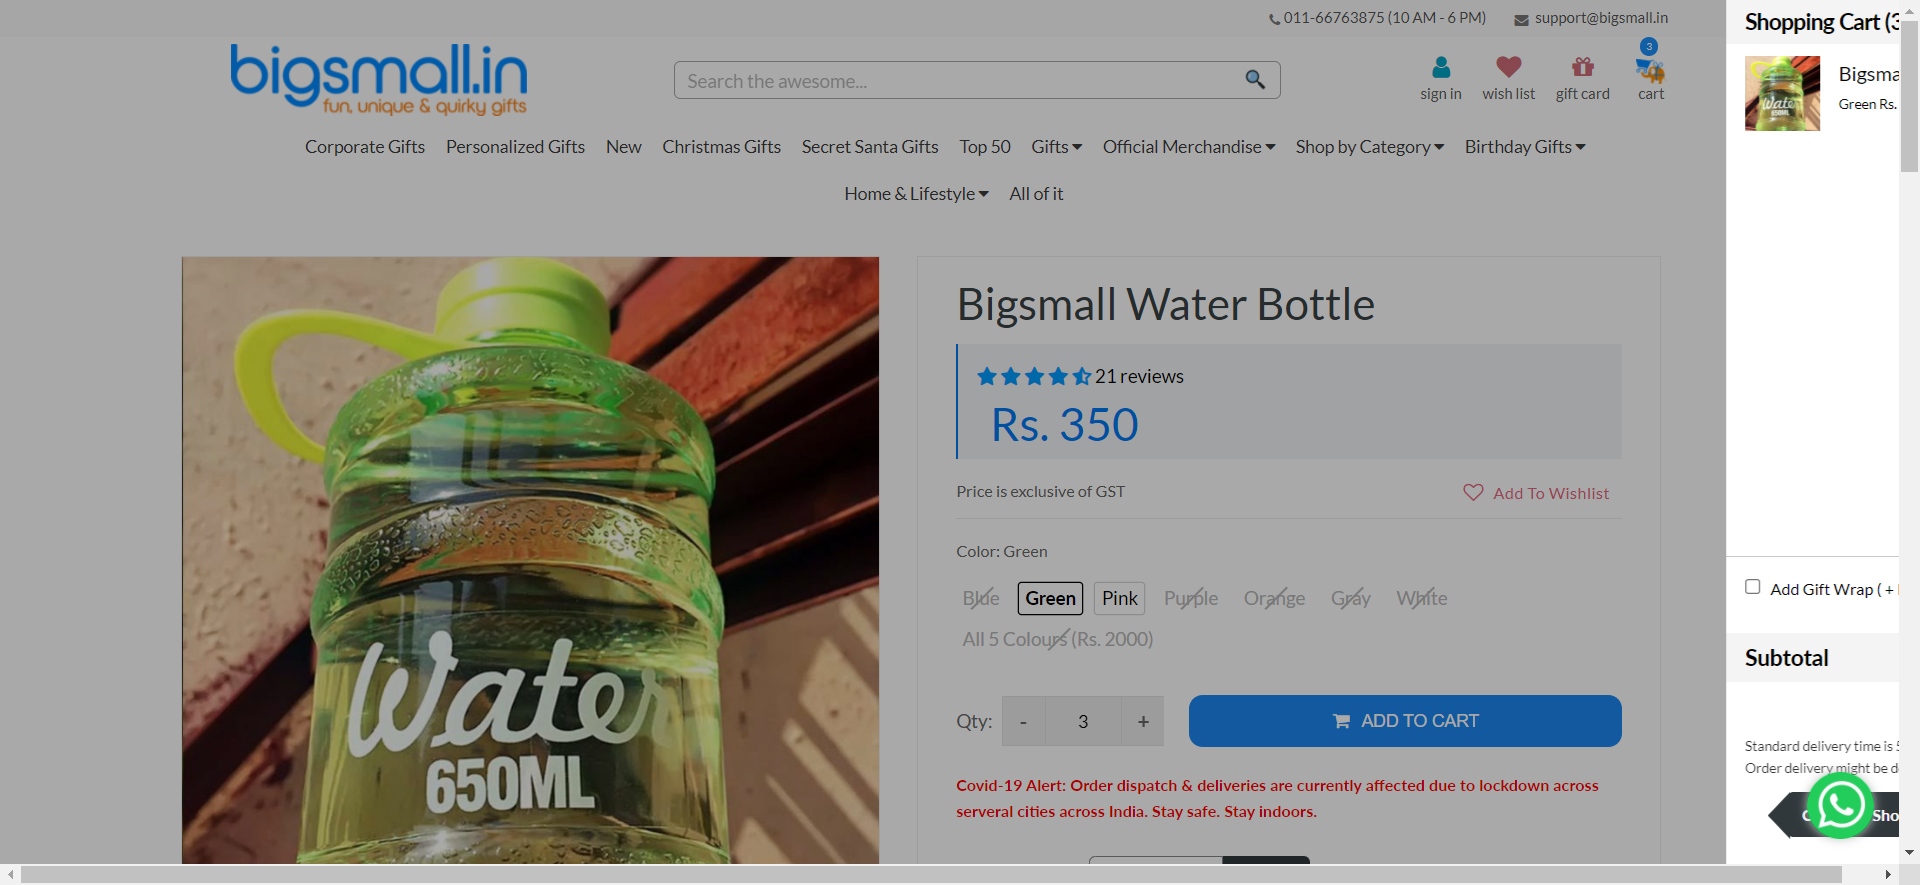 011-66763875 (10 AM - 6 PM) support@bigsmall.in
bigsmall.in
fun, unique & quirky gifts
Search the awesome...
sign in
wish list
gift card
3
cart
Corporate Gifts Personalized Gifts New Christmas Gifts Secret Santa Gifts Top 50 Gifts Official Merchandise Shop by Category Birthday Gifts
Home & Lifestyle All of it
Water
650ML
Bigsmall Water Bottle
21 reviews
Rs. 350
Price is exclusive of GST
Add To Wishlist
Color: Green
Blue Green Pink Purple Orange Gray White
All 5 Colours (Rs. 2000)
Qty: - 3 +
ADD TO CART
Covid-19 Alert: Order dispatch & deliveries are currently affected due to lockdown across
serveral cities across India. Stay safe. Stay indoors.
Shopping Cart (3
Water
650ML
Green Rs.
Add Gift Wrap ( +
Subtotal
Standard delivery time is
Order delivery might be